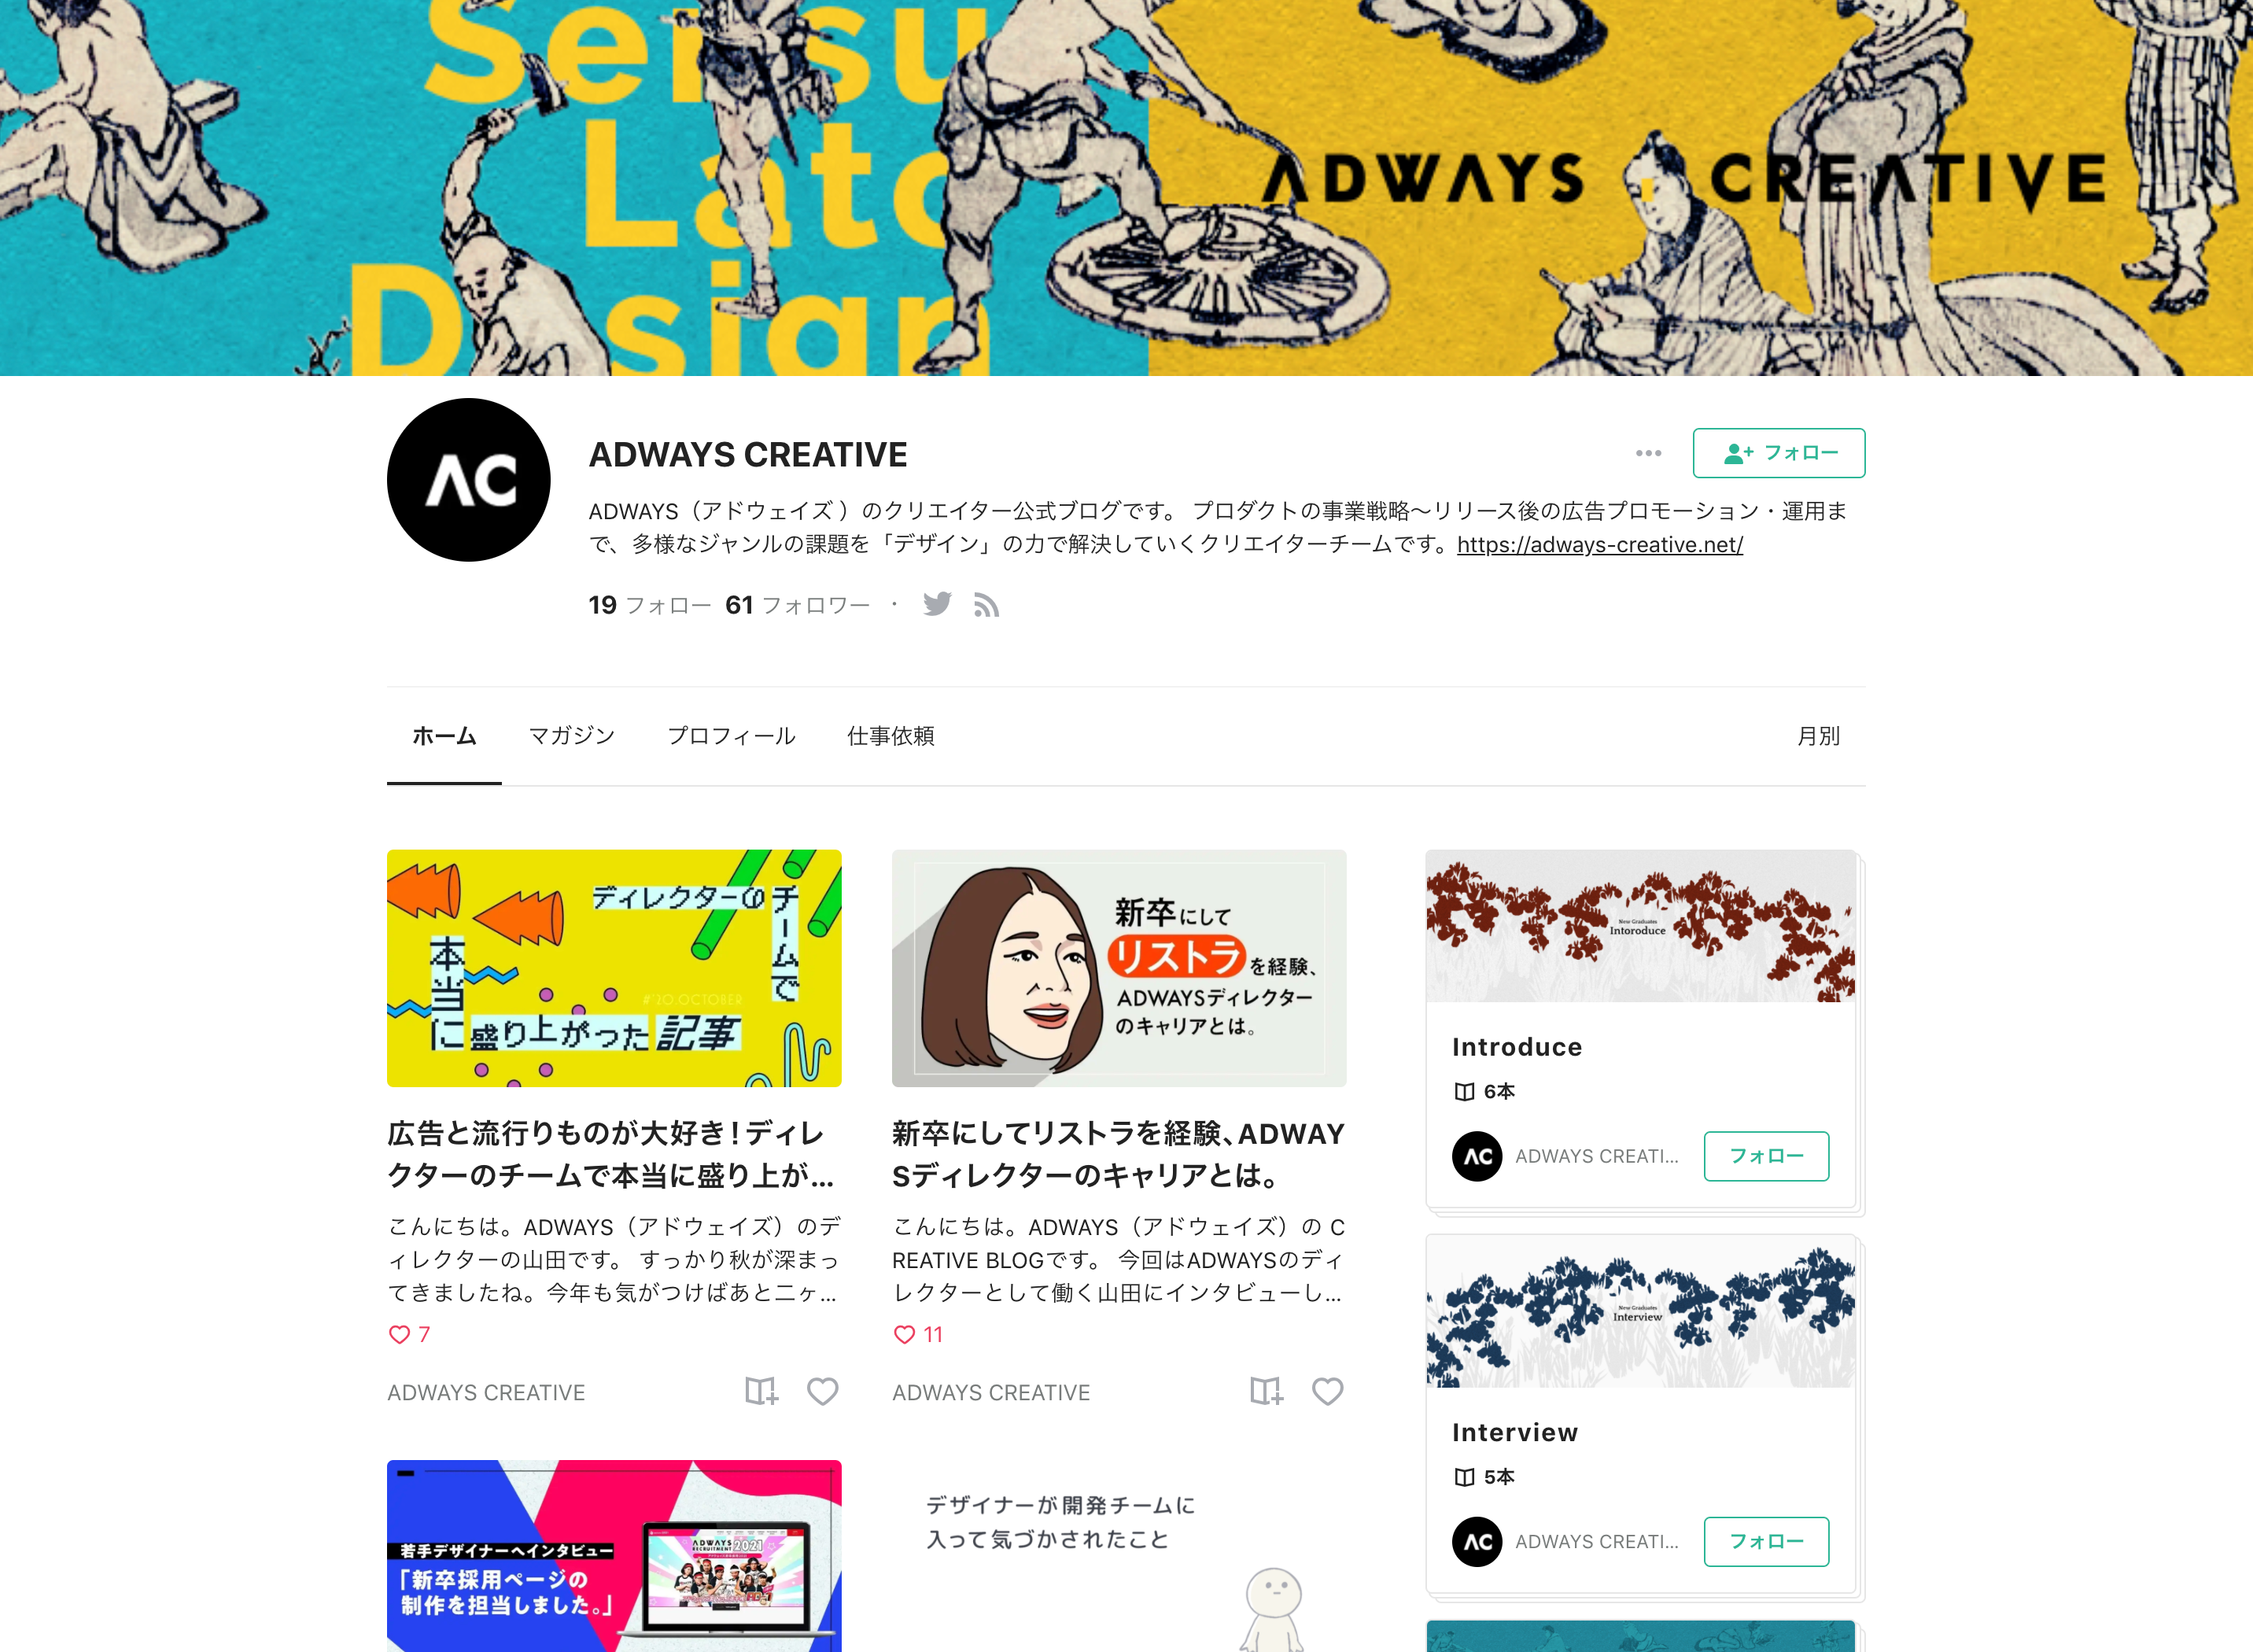 Sensu
Lato
Design
ADWAYS CREATIVE
AC
ADWAYS CREATIVE
フォロー
ADWAYS（アドウェイズ ）のクリエイター公式ブログです。 プロダクトの事業戦略〜リリース後の広告プロモーション・運用ま
で、多様なジャンルの課題を「デザイン」の力で解決していくクリエイターチームです。https://adways-creative.net/
19 フォロー 61 フォロワー ・
ホーム マガジン プロフィール 仕事依頼 月別
ディレクターの
チームで
本当に
盛り上がった記事
#'20.OCTOBER
広告と流行りものが大好き！ディレ
クターのチームで本当に盛り上が...
こんにちは。ADWAYS（アドウェイズ）のデ
ィレクターの山田です。 すっかり秋が深まっ
てきましたね。今年も気がつけばあと二ヶ...
7
ADWAYS CREATIVE
新卒にして
リストラを経験、
ADWAYSディレクター
のキャリアとは。
新卒にしてリストラを経験、ADWAY
Sディレクターのキャリアとは。
こんにちは。ADWAYS（アドウェイズ）の C
REATIVE BLOGです。 今回はADWAYSのディ
レクターとして働く山田にインタビューし...
11
ADWAYS CREATIVE
New Graduates
Intoroduce
Introduce
6本
AC
ADWAYS CREATI...
フォロー
New Graduates
Interview
Interview
5本
AC
ADWAYS CREATI...
フォロー
若手デザイナーへインタビュー
「新卒採用ページの
制作を担当しました。」
ADWAYS
RECRUITMENT 2021
デザイナーが開発チームに
入って気づかされたこと